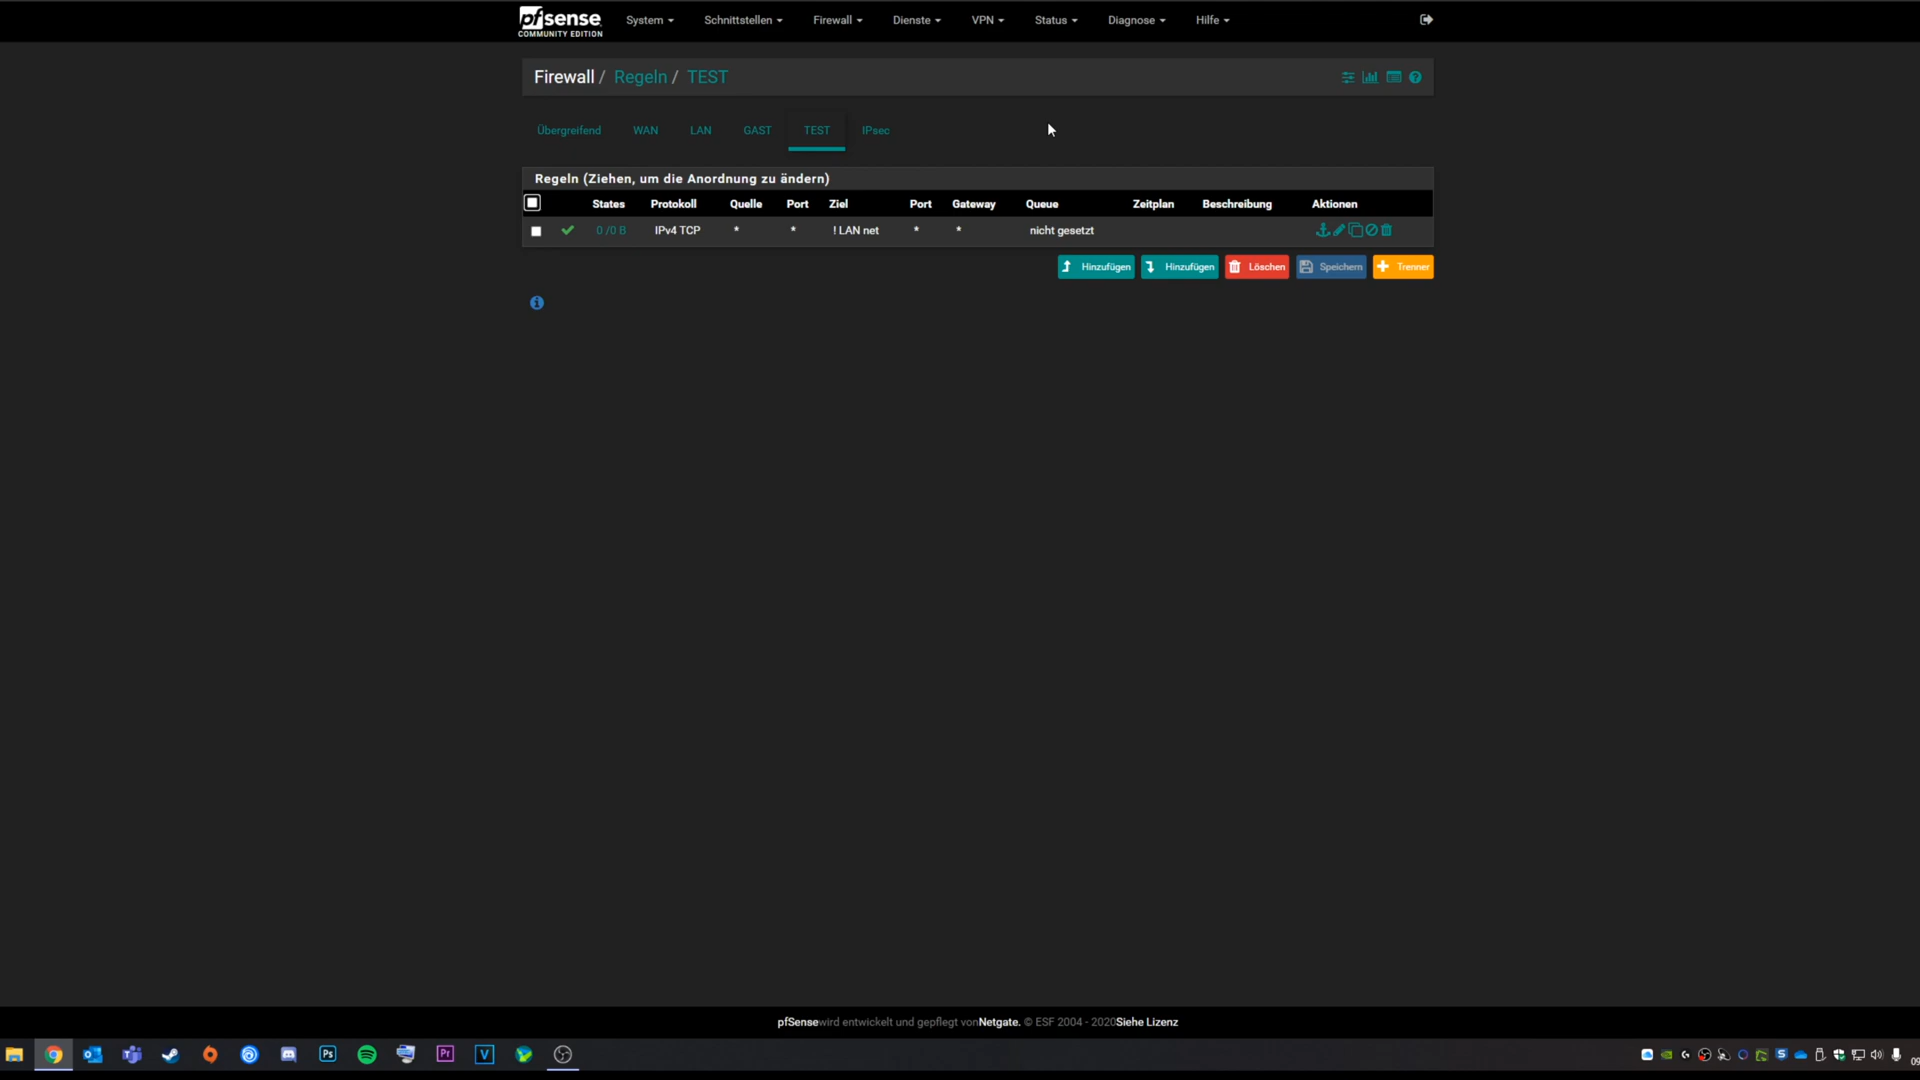 pfsense System Schnittstellen Firewall Dienste VPN Status Diagnose Hilfe
COMMUNITY EDITION
Firewall / Regeln / TEST
Übergreifend WAN LAN GAST TEST IPsec
Regeln (Ziehen, um die Anordnung zu ändern)
States Protokoll Quelle Port Ziel Port Gateway Queue Zeitplan Beschreibung Aktionen
0 /0 B IPv4 TCP * * ! LAN net * * nicht gesetzt
Hinzufügen Hinzufügen Löschen Speichern Trenner
pfSense wird entwickelt und gepflegt von Netgate. © ESF 2004 - 2020 Siehe Lizenz
Ps Pr V S 09